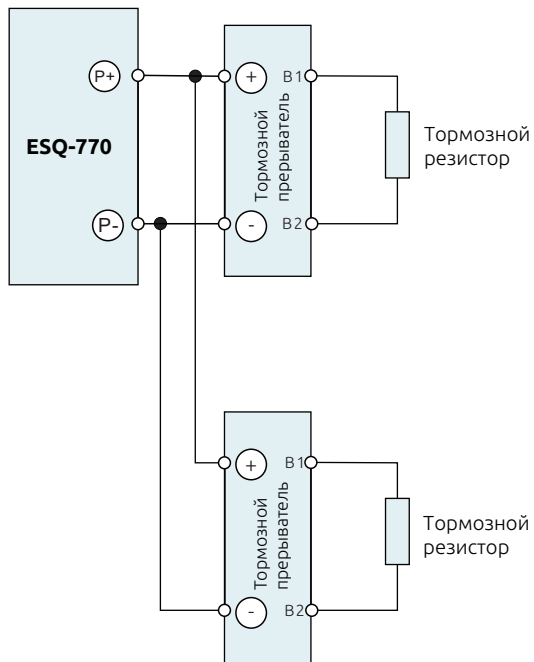 P+
+
B1
ESQ-770
Тормозной
прерыватель
Тормозной
резистор
P-
-
B2
+
B1
Тормозной
прерыватель
Тормозной
резистор
-
B2